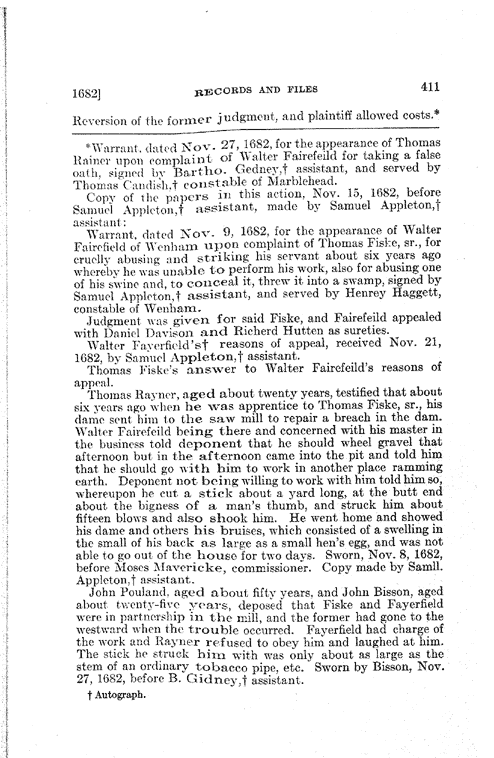 1682] RECORDS AND FILES 411
Reversion of the former judgment, and plaintiff allowed costs.*
*Warrant, dated Nov. 27, 1682, for the appearance of Thomas
Rainer upon complaint of Walter Fairefeild for taking a false
oath, signed by Bartho. Gedney,† assistant, and served by
Thomas Candish,† constable of Marblehead.
Copy of the papers in this action, Nov. 15, 1682, before
Samuel Appleton,† assistant, made by Samuel Appleton,†
assistant:
Warrant, dated Nov. 9, 1682, for the appearance of Walter
Fairefield of Wenham upon complaint of Thomas Fiske, sr., for
cruelly abusing and striking his servant about six years ago
whereby he was unable to perform his work, also for abusing one
of his swine and, to conceal it, threw it into a swamp, signed by
Samuel Appleton,† assistant, and served by Henrey Haggett,
constable of Wenham.
Judgment was given for said Fiske, and Fairefeild appealed
with Daniel Davison and Richerd Hutten as sureties.
Walter Fayerfield's† reasons of appeal, received Nov. 21,
1682, by Samuel Appleton,† assistant.
Thomas Fiske's answer to Walter Fairefeild's reasons of
appeal.
Thomas Rayner, aged about twenty years, testified that about
six years ago when he was apprentice to Thomas Fiske, sr., his
dame sent him to the saw mill to repair a breach in the dam.
Walter Fairefeild being there and concerned with his master in
the business told deponent that he should wheel gravel that
afternoon but in the afternoon came into the pit and told him
that he should go with him to work in another place ramming
earth. Deponent not being willing to work with him told him so,
whereupon he cut a stick about a yard long, at the butt end
about the bigness of a man's thumb, and struck him about
fifteen blows and also shook him. He went home and showed
his dame and others his bruises, which consisted of a swelling in
the small of his back as large as a small hen's egg, and was not
able to go out of the house for two days. Sworn, Nov. 8, 1682,
before Moses Mavericke, commissioner. Copy made by Samll.
Appleton,† assistant.
John Pouland, aged about fifty years, and John Bisson, aged
about twenty-five years, deposed that Fiske and Fayerfield
were in partnership in the mill, and the former had gone to the
westward when the trouble occurred. Fayerfield had charge of
the work and Rayner refused to obey him and laughed at him.
The stick he struck him with was only about as large as the
stem of an ordinary tobacco pipe, etc. Sworn by Bisson, Nov.
27, 1682, before B. Gidney,† assistant.
† Autograph.